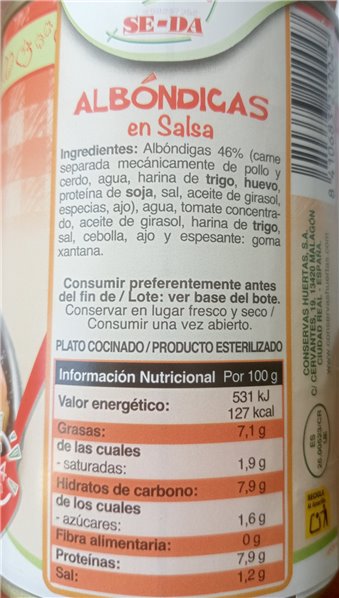 SE-DA
ALBÓNDIGAS
en Salsa
Ingredientes: Albóndigas 46% (carne
separada mecánicamente de pollo y
cerdo, agua, harina de trigo, huevo,
proteína de soja, sal, aceite de girasol,
especias, ajo), agua, tomate concentra-
do, aceite de girasol, harina de trigo,
sal, cebolla, ajo y espesante: goma
xantana.
Consumir preferentemente antes
del fin de / Lote: ver base del bote.
Conservar en lugar fresco y seco /
Consumir una vez abierto.
PLATO COCINADO / PRODUCTO ESTERILIZADO
Información Nutricional Por 100 g
Valor energético: 531 kJ
127 kcal
Grasas: 7,1 g
de las cuales
- saturadas: 1,9 g
Hidratos de carbono: 7,9 g
de los cuales
- azúcares: 1,6 g
Fibra alimentaria: 0 g
Proteínas: 7,9 g
Sal: 1,2 g
CONSERVAS HUERTAS, S.A.
C/ CERVANTES, 19, 13420 MALAGÓN
CIUDAD REAL - ESPAÑA
ES
RECICLA